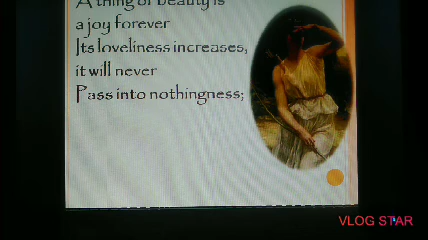 A thing of beauty is
a joy forever
Its loveliness increases,
it will never
Pass into nothingness;
VLOG STAR